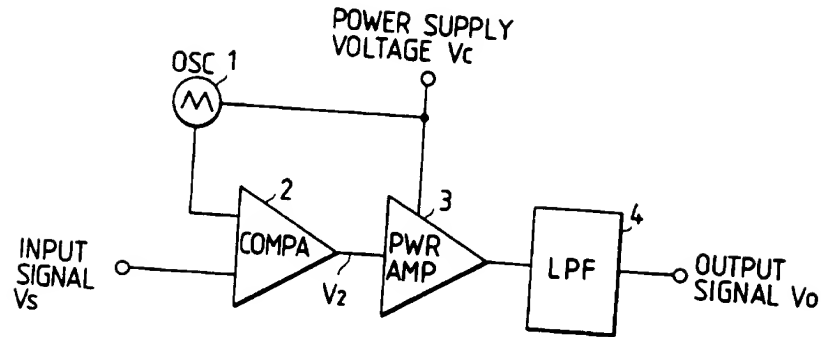 POWER SUPPLY
VOLTAGE Vc
OSC 1
2
3
4
COMPA
PWR
AMP
LPF
INPUT
SIGNAL
Vs
V2
OUTPUT
SIGNAL Vo